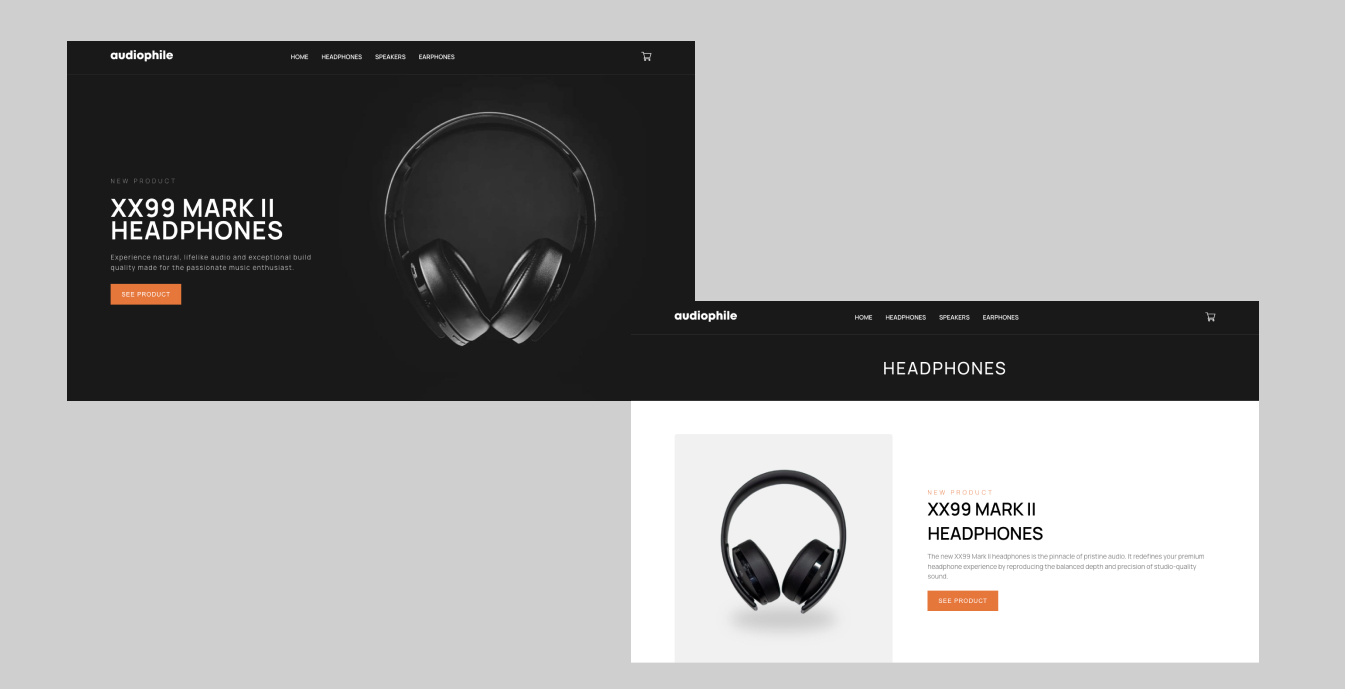 audiophile
HOME HEADPHONES SPEAKERS EARPHONES
NEW PRODUCT
XX99 MARK II
HEADPHONES
Experience natural, lifelike audio and exceptional build
quality made for the passionate music enthusiast.
SEE PRODUCT
audiophile
HOME HEADPHONES SPEAKERS EARPHONES
HEADPHONES
NEW PRODUCT
XX99 MARK II
HEADPHONES
The new XX99 Mark II headphones is the pinnacle of pristine audio. It redefines your premium
headphone experience by reproducing the balanced depth and precision of studio-quality
sound.
SEE PRODUCT